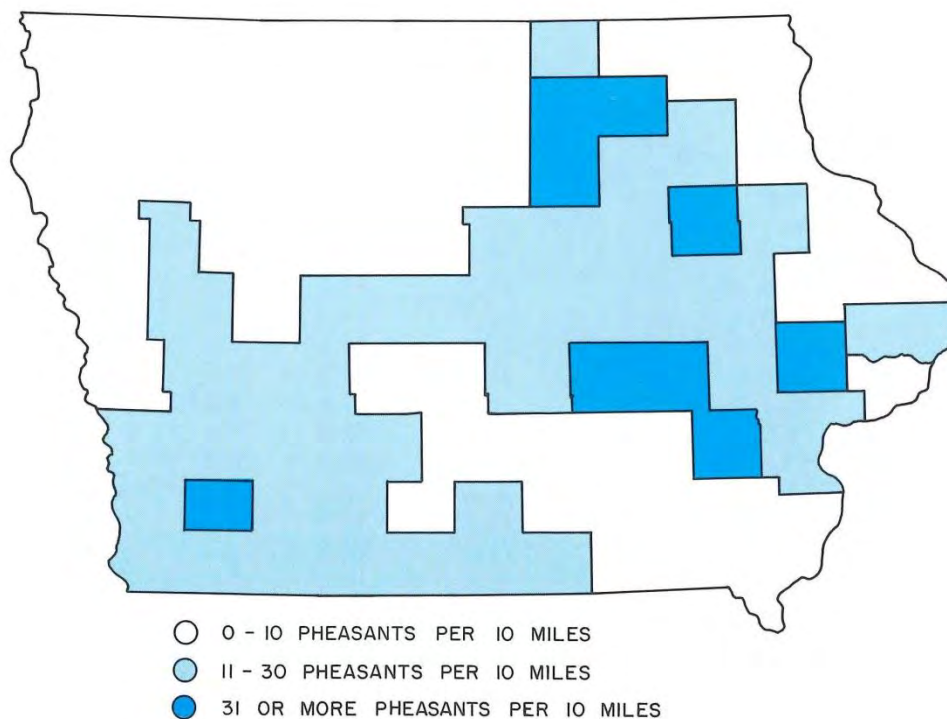 0 - 10 PHEASANTS PER 10 MILES
11 - 30 PHEASANTS PER 10 MILES
31 OR MORE PHEASANTS PER 10 MILES